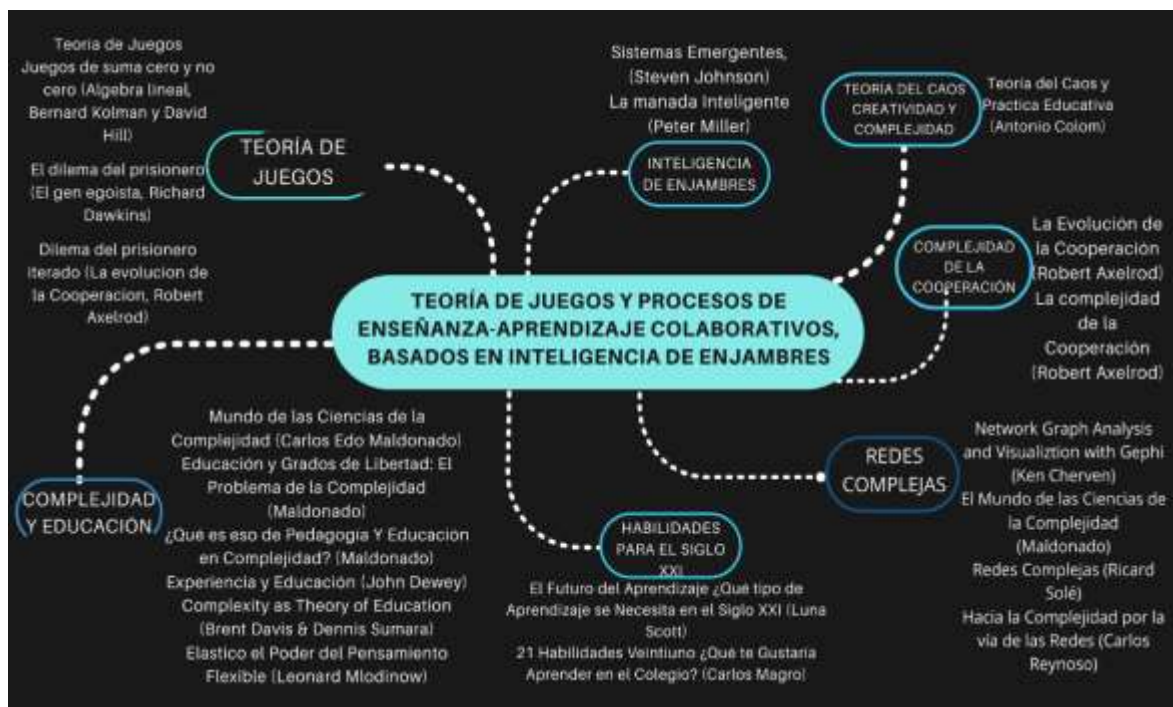 Teoria de Juegos
Juegos de suma cero y no
cero (Algebra lineal,
Bernard Kolman y David
Hill)
El dilema del prisionero
(El gen egoista, Richard
Dawkins)
Dilema del prisionero
iterado (La evolucion de
la Cooperacion, Robert
Axelrod)
TEORÍA DE
JUEGOS
Sistemas Emergentes,
(Steven Johnson)
La manada Inteligente
(Peter Miller)
INTELIGENCIA
DE ENJAMBRES
TEORÍA DEL CAOS
CREATIVIDAD Y
COMPLEJIDAD
Teoria del Caos y
Practica Educativa
(Antonio Colom)
COMPLEJIDAD
DE LA
COOPERACIÓN
La Evolución de
la Cooperación
(Robert Axelrod)
La complejidad
de la
Cooperación
(Robert Axelrod)
TEORÍA DE JUEGOS Y PROCESOS DE
ENSEÑANZA-APRENDIZAJE COLABORATIVOS,
BASADOS EN INTELIGENCIA DE ENJAMBRES
COMPLEJIDAD
Y EDUCACIÓN
Mundo de las Ciencias de la
Complejidad (Carlos Edo Maldonado)
Educación y Grados de Libertad: El
Problema de la Complejidad
(Maldonado)
¿Qué es eso de Pedagogia Y Educación
en Complejidad? (Maldonado)
Experiencia y Educación (John Dewey)
Complexity as Theory of Education
(Brent Davis & Dennis Sumara)
Elastico el Poder del Pensamiento
Flexible (Leonard Mlodinow)
HABILIDADES
PARA EL SIGLO
XXI
El Futuro del Aprendizaje ¿Qué tipo de
Aprendizaje se Necesita en el Siglo XXI (Luna
Scott)
21 Habilidades Veintiuno ¿Qué te Gustaria
Aprender en el Colegio? (Carlos Magro)
REDES
COMPLEJAS
Network Graph Analysis
and Visualiztion with Gephi
(Ken Cherven)
El Mundo de las Ciencias de
la Complejidad
(Maldonado)
Redes Complejas (Ricard
Solé)
Hacia la Complejidad por la
vía de las Redes (Carlos
Reynoso)